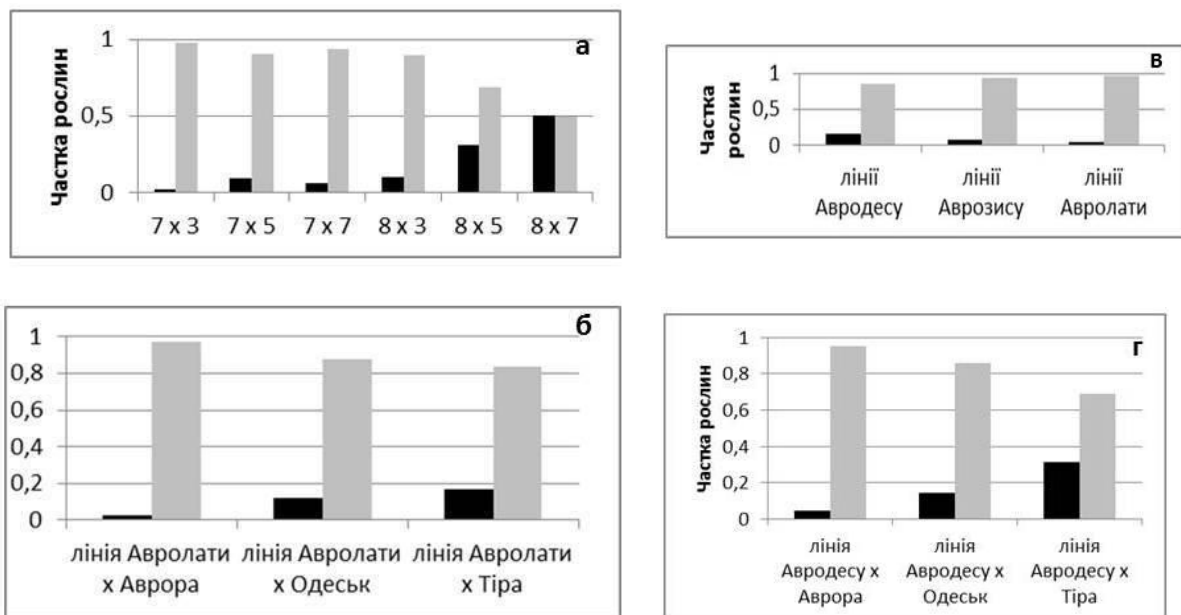 а
Частка рослин
1
0,5
0
7 х 3 7 х 5 7 х 7 8 х 3 8 х 5 8 х 7
в
Частка
рослин
1
0,5
0
лінії лінії лінії
Авродесу Аврозису Авролати
б
1
0,8
0,6
0,4
0,2
0
лінія Авролати лінія Авролати лінія Авролати
х Аврора х Одеськ х Тіра
г
Частка рослин
1
0,8
0,6
0,4
0,2
0
лінія лінія лінія
Авродесу х Авродесу х Авродесу х
Аврора Одеськ Тіра